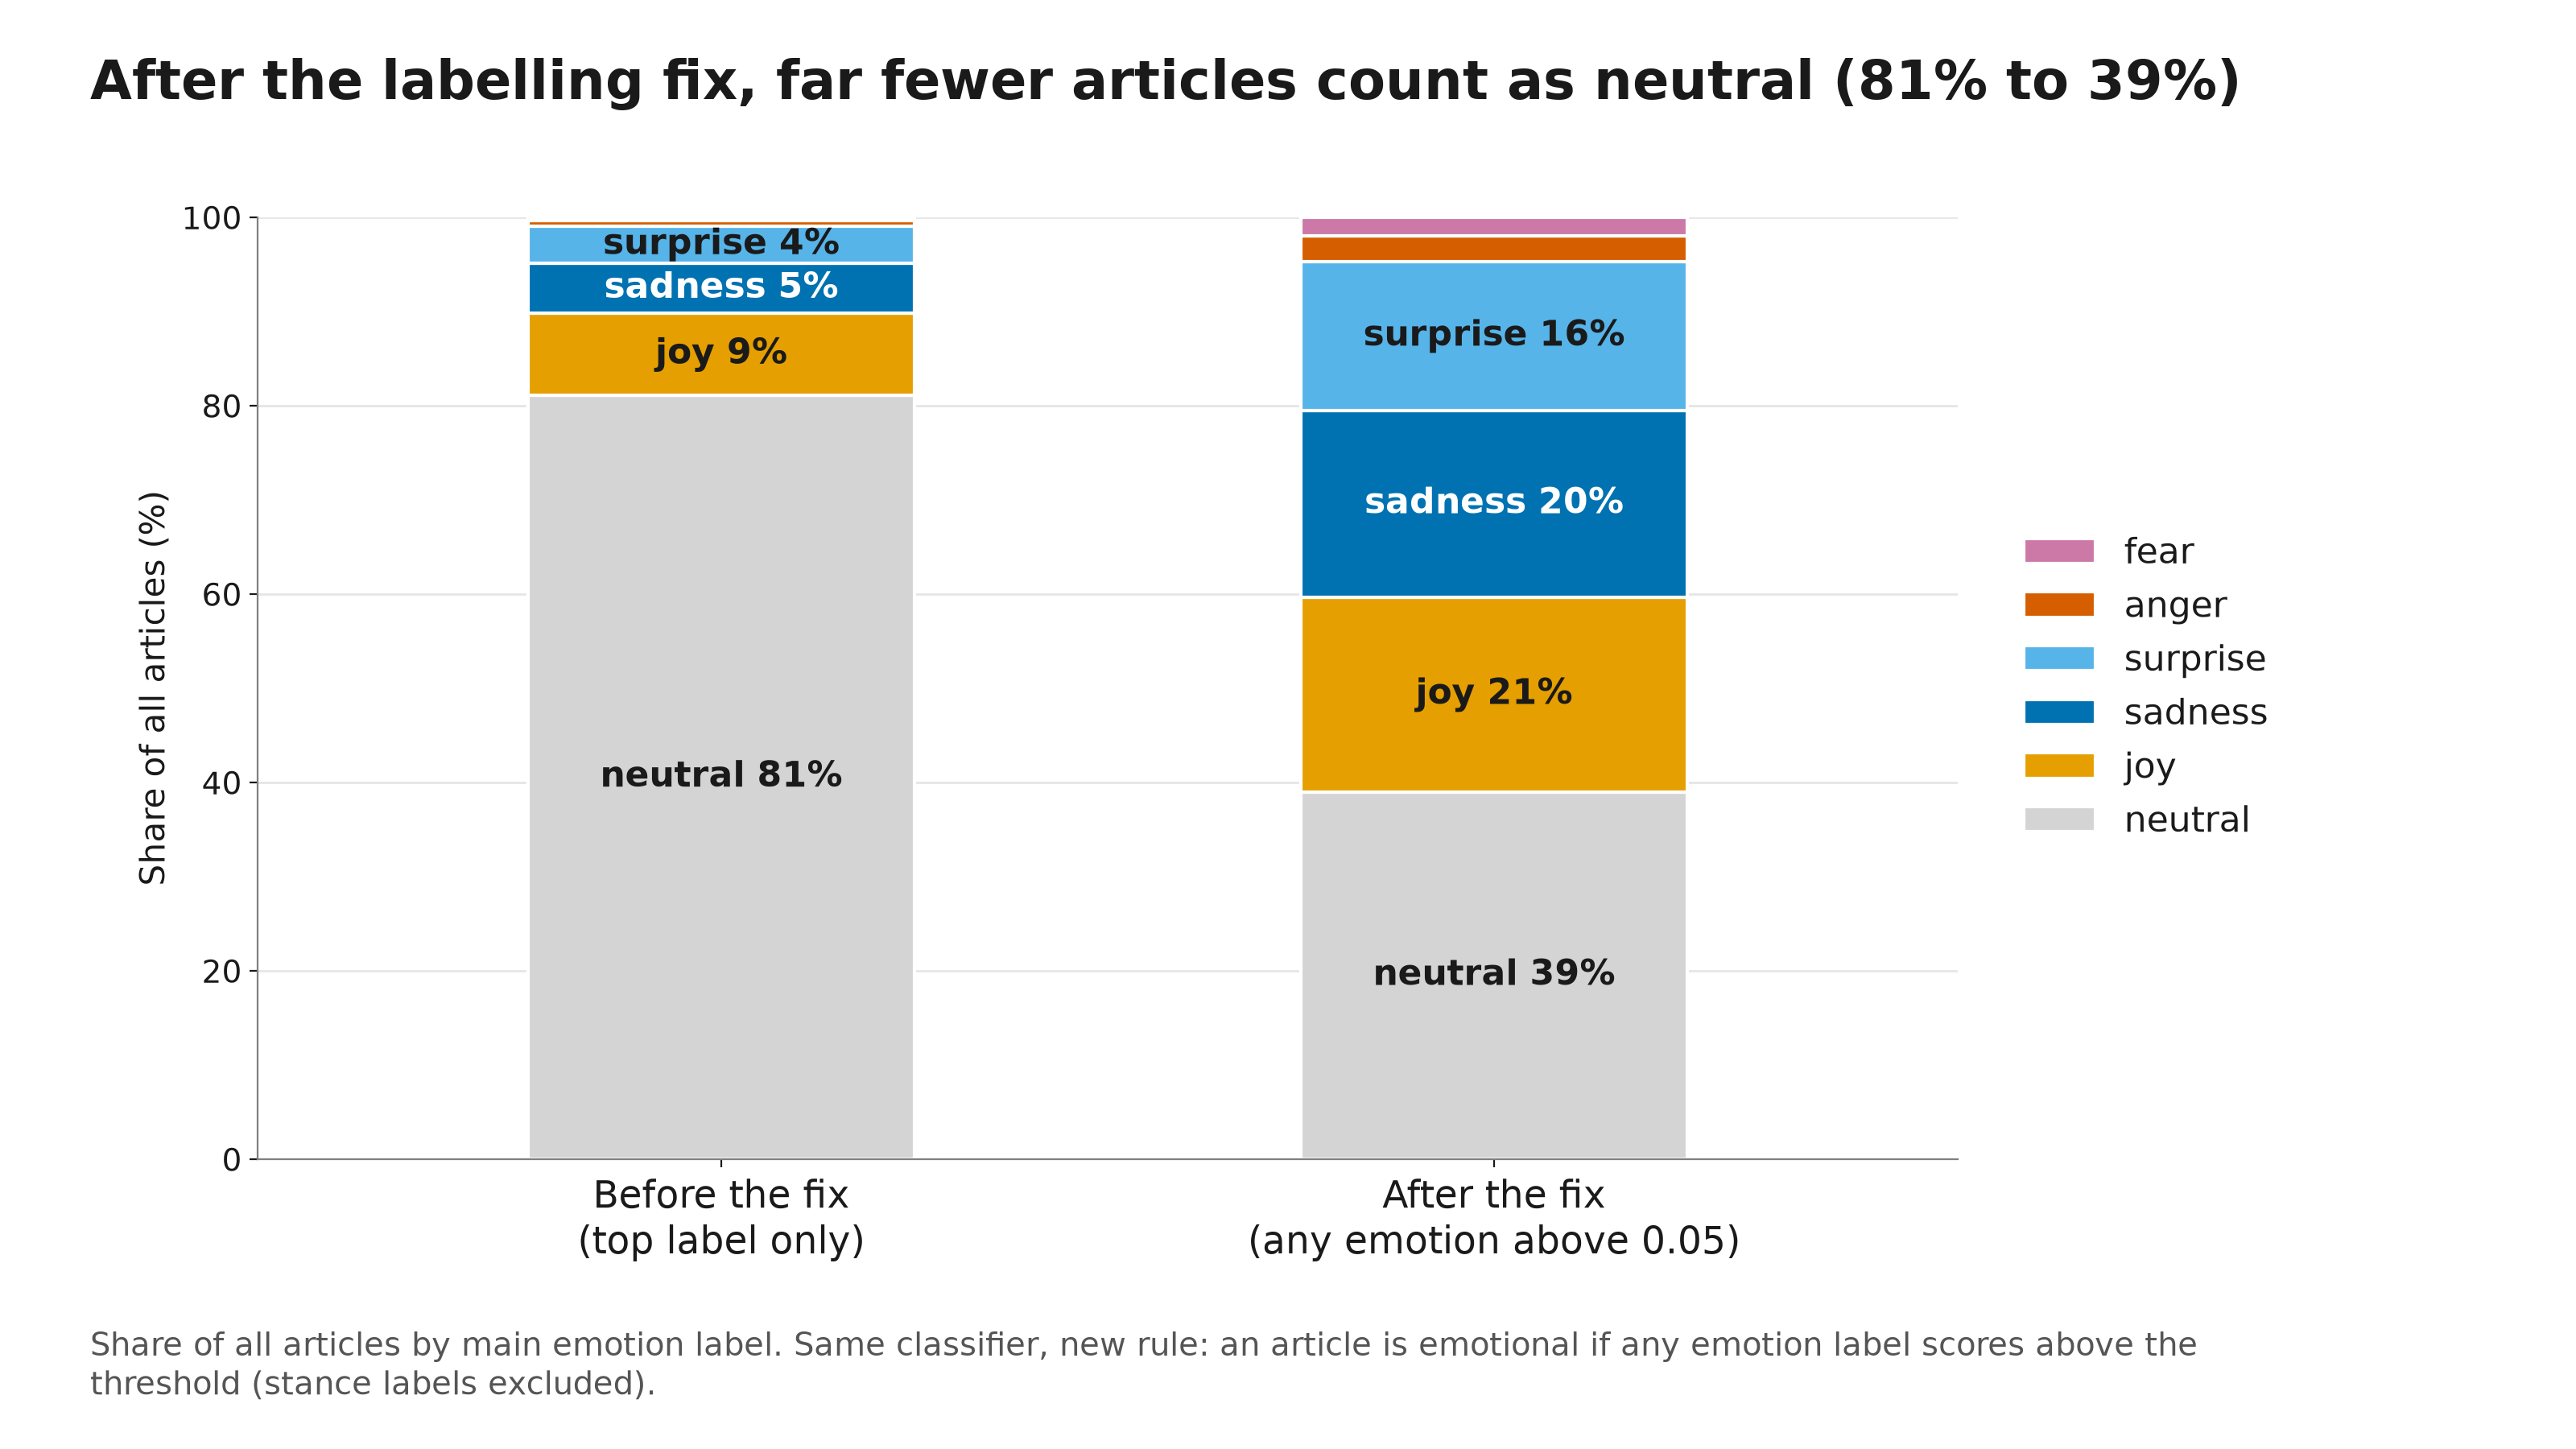 After the labelling fix, far fewer articles count as neutral (81% to 39%)
Share of all articles (%)
100
80
60
40
20
0
surprise 4%
sadness 5%
joy 9%
neutral 81%
surprise 16%
sadness 20%
joy 21%
neutral 39%
fear
anger
surprise
sadness
joy
neutral
Before the fix
(top label only)
After the fix
(any emotion above 0.05)
Share of all articles by main emotion label. Same classifier, new rule: an article is emotional if any emotion label scores above the
threshold (stance labels excluded).